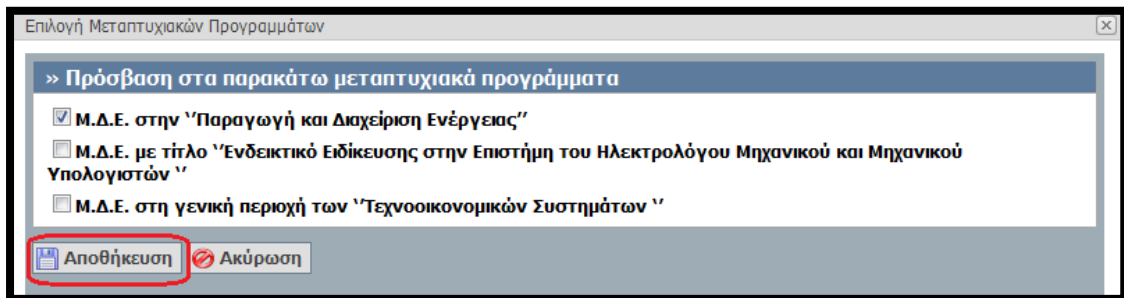 Επιλογή Μεταπτυχιακών Προγραμμάτων
» Πρόσβαση στα παρακάτω μεταπτυχιακά προγράμματα
Μ.Δ.Ε. στην ‘‘Παραγωγή και Διαχείριση Ενέργειας’’
Μ.Δ.Ε. με τίτλο ‘‘Ενδεικτικό Ειδίκευσης στην Επιστήμη του Ηλεκτρολόγου Μηχανικού και Μηχανικού
Υπολογιστών ’’
Μ.Δ.Ε. στη γενική περιοχή των ‘‘Τεχνοοικονομικών Συστημάτων ’’
Αποθήκευση Ακύρωση